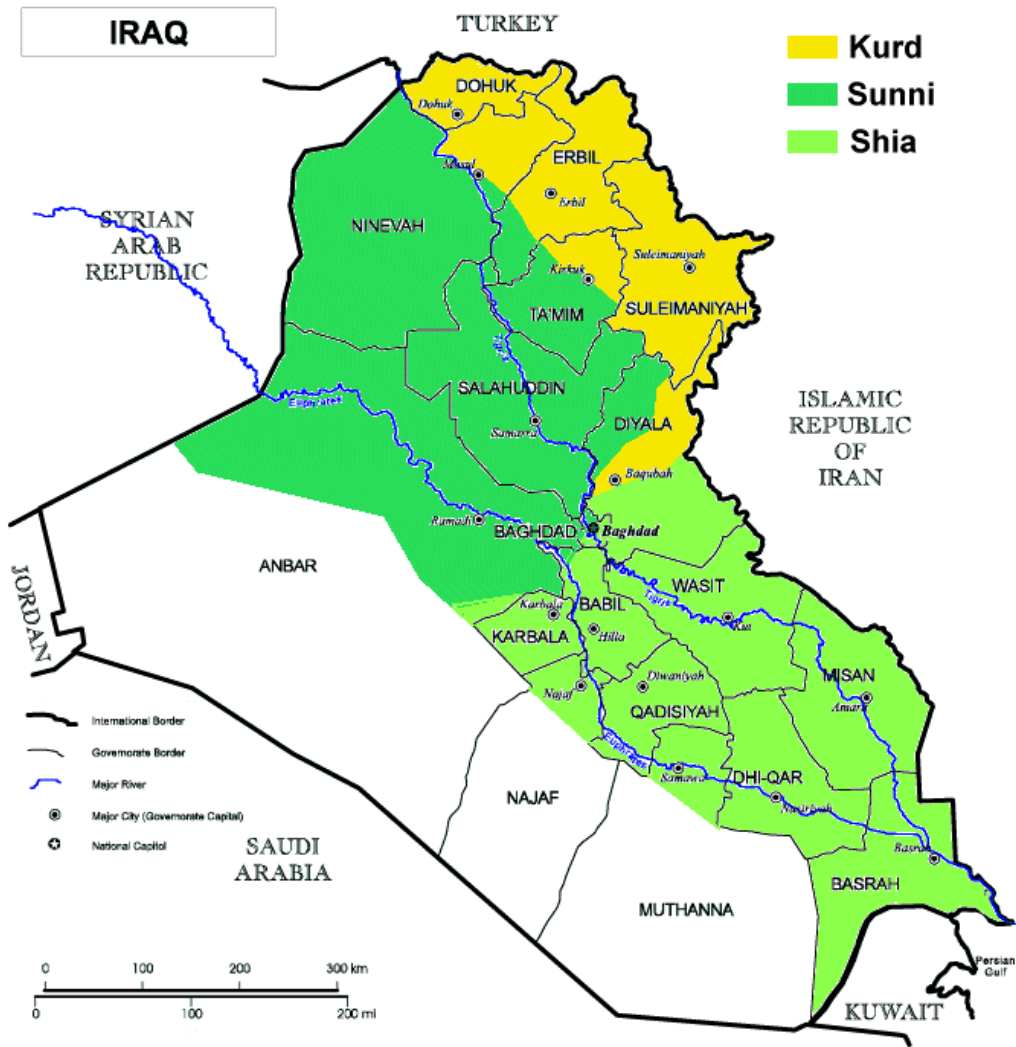 IRAQ
TURKEY
Kurd
Sunni
Shia
DOHUK
Dohuk
ERBIL
Mosul
Erbil
NINEVAH
SYRIAN
ARAB
REPUBLIC
Suleimaniyah
Kirkuk
SULEIMANIYAH
TA'MIM
Tigris
SALAHUDDIN
Euphrates
ISLAMIC
REPUBLIC
OF
IRAN
DIYALA
Samarra
Baqubah
Ramadi
BAGHDAD
Baghdad
ANBAR
JORDAN
WASIT
Tigris
Karbala
BABIL
Kut
KARBALA
Hilla
Najaf
Diwaniyah
MISAN
Amara
QADISIYAH
International Border
Governorate Border
Euphrates
Samawa
DHI-QAR
Major River
NAJAF
Nasiriyah
Major City (Governorate Capital)
National Capitol
SAUDI
ARABIA
Basrah
BASRAH
MUTHANNA
Persian
Gulf
0 100 200 300 km
0 100 200 mi
KUWAIT